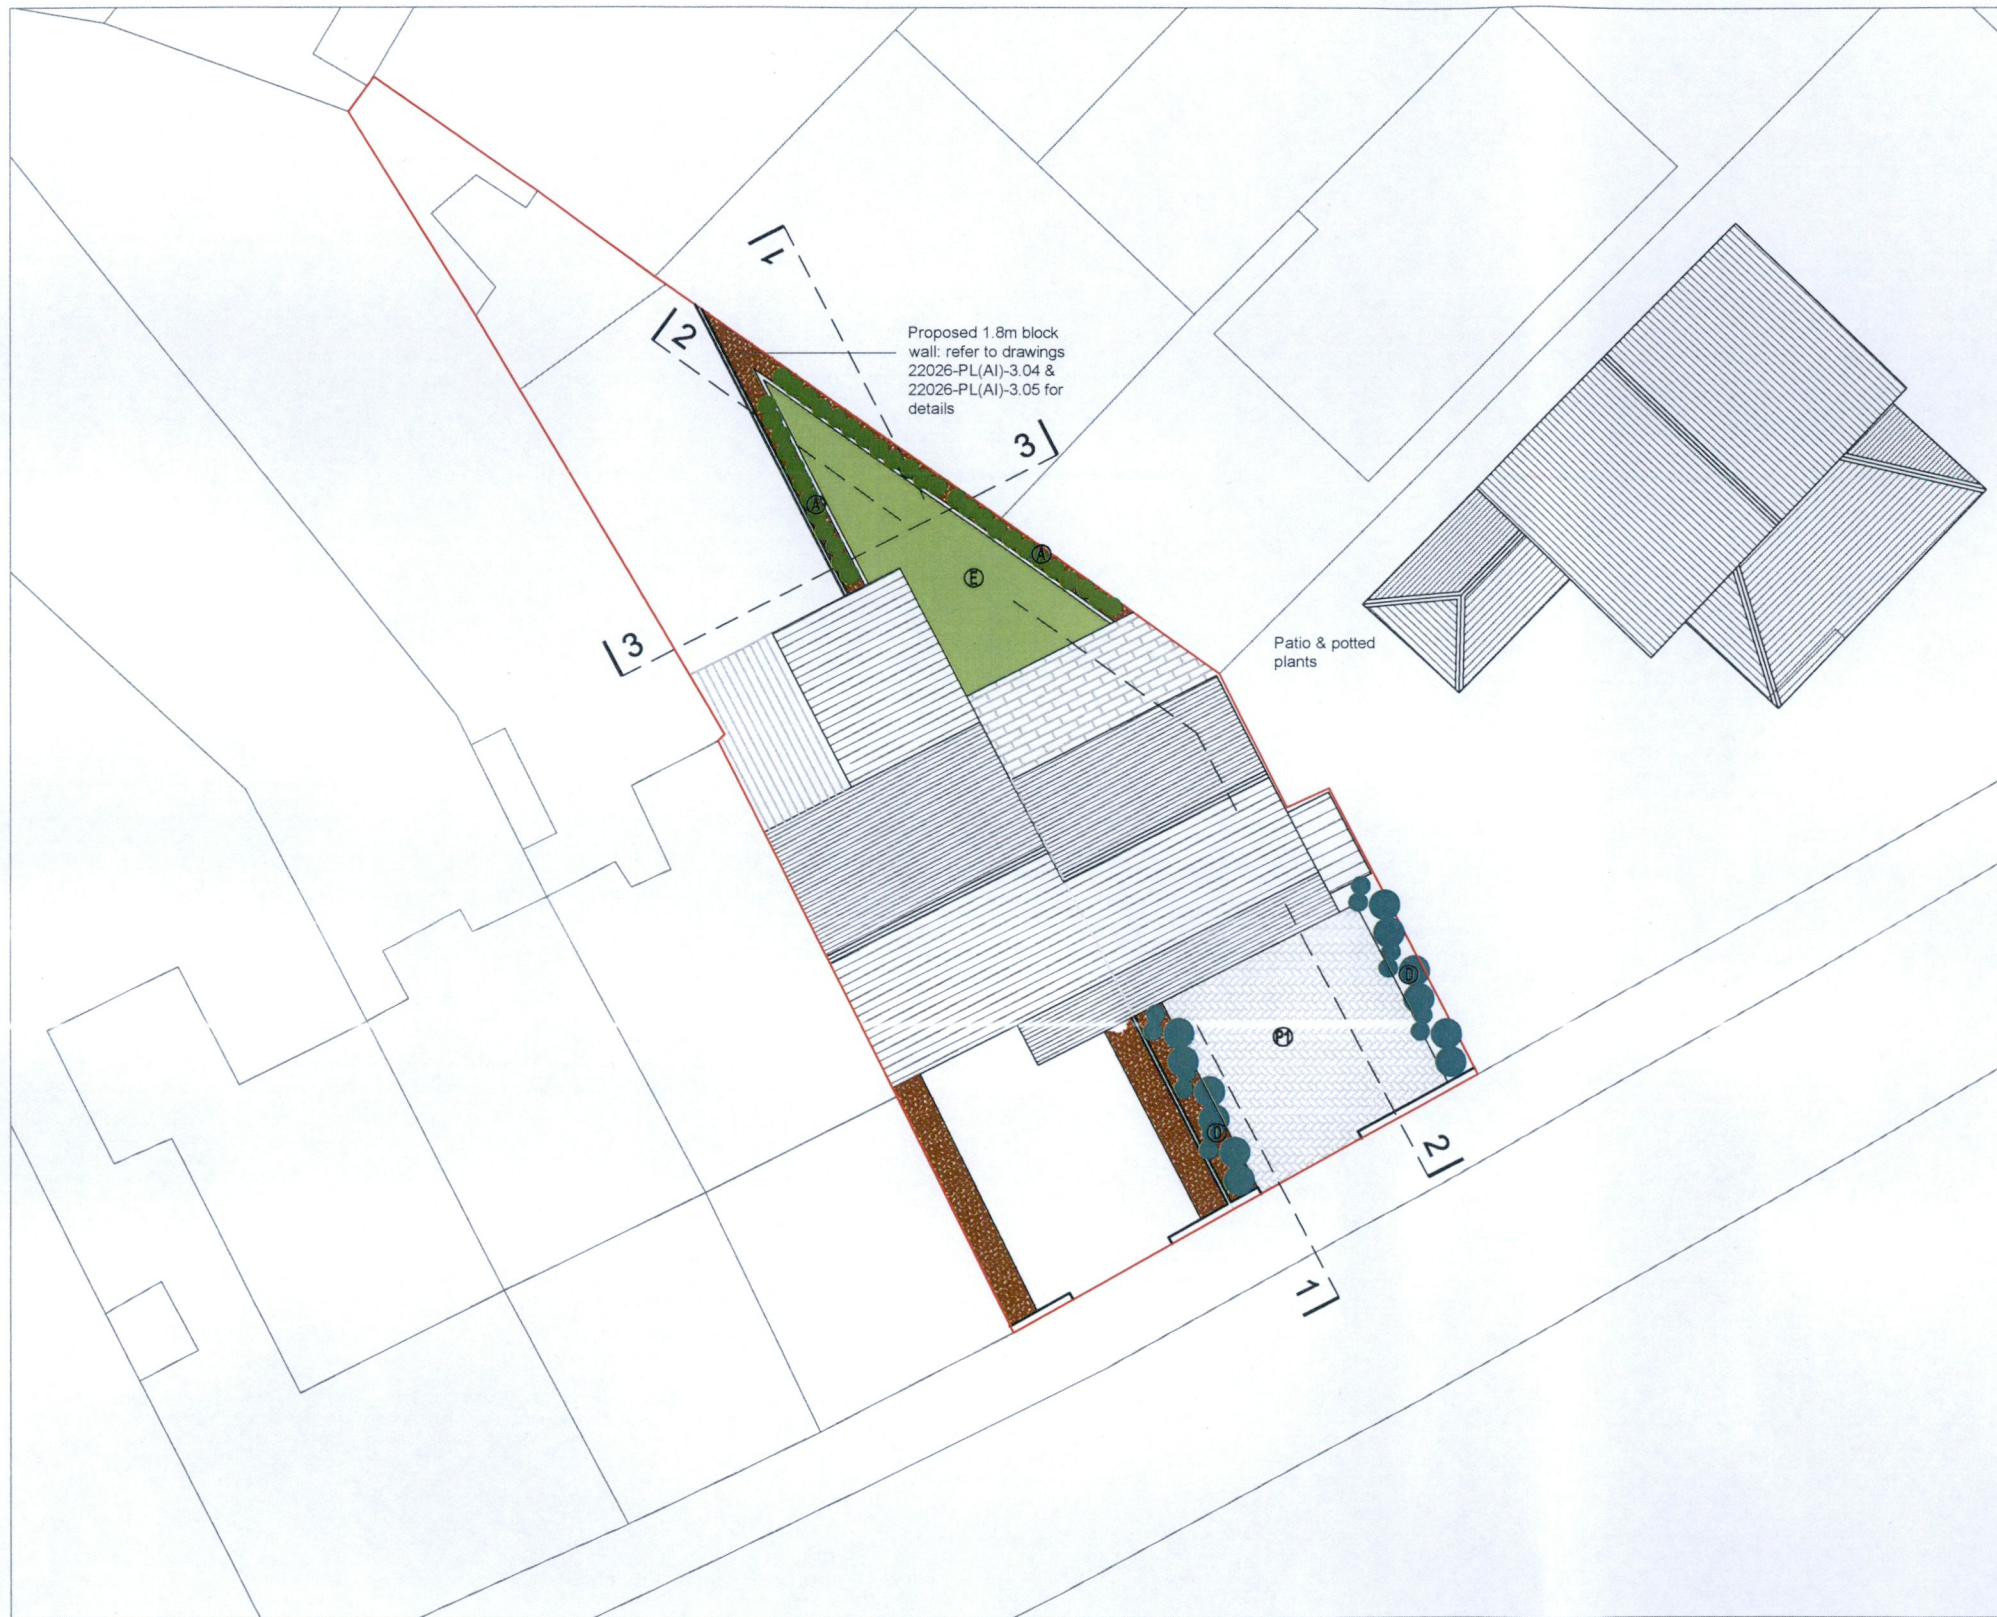 1
2
Proposed 1.8m block
wall: refer to drawings
22026-PL(AI)-3.04 &
22026-PL(AI)-3.05 for
details
3
A
A
E
3
Patio & potted
plants
D
P1
D
2
1